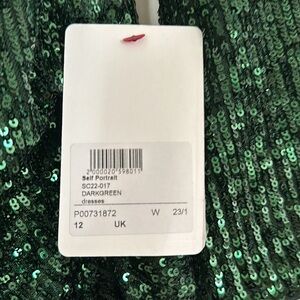 2000020598011
Self Portrait
SC22-017
DARKGREEN
dresses
P00731872 W 23/1
12 UK